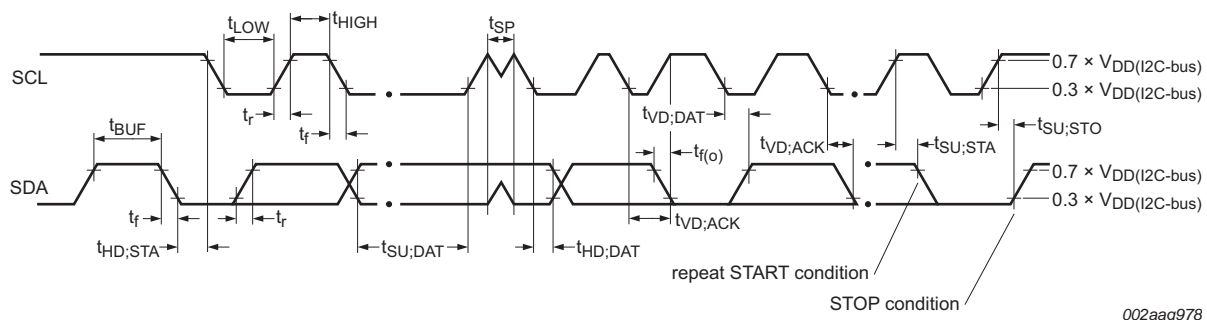 tLOW
tHIGH
tSP
SCL
0.7 × VDD(I2C-bus)
0.3 × VDD(I2C-bus)
tr
tf
tBUF
tVD;DAT
tf(o)
tVD;ACK
tSU;STA
tSU;STO
SDA
0.7 × VDD(I2C-bus)
0.3 × VDD(I2C-bus)
tf
tr
tHD;STA
tSU;DAT
tHD;DAT
tVD;ACK
repeat START condition
STOP condition
002aag978